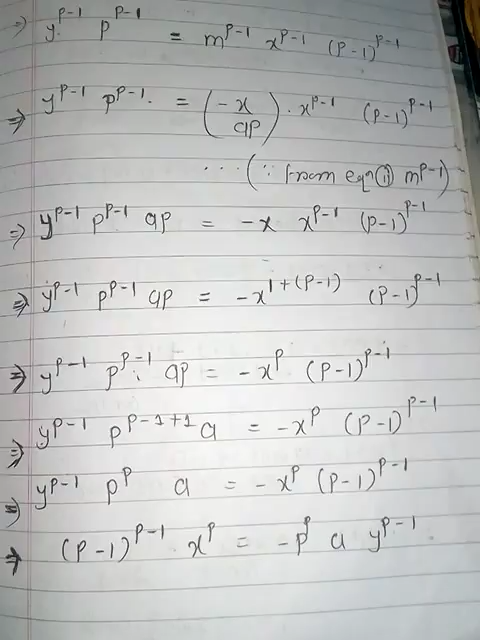 ⇒ y^{p-1} p^{p-1} = m^{p-1} x^{p-1} (p-1)^{p-1}
⇒ y^{p-1} p^{p-1}. = (-x/ap) . x^{p-1} (p-1)^{p-1}
... (∵ from eqn ① m^{p-1})
⇒ y^{p-1} p^{p-1} ap = -x x^{p-1} (p-1)^{p-1}
⇒ y^{p-1} p^{p-1} ap = -x^{1+(p-1)} (p-1)^{p-1}
⇒ y^{p-1} p^{p-1} . ap = -x^p (p-1)^{p-1}
⇒ y^{p-1} p^{p-1+1} a = -x^p (p-1)^{p-1}
⇒ y^{p-1} p^p a = -x^p (p-1)^{p-1}
⇒ (p-1)^{p-1} x^p = -p^p a y^{p-1}.